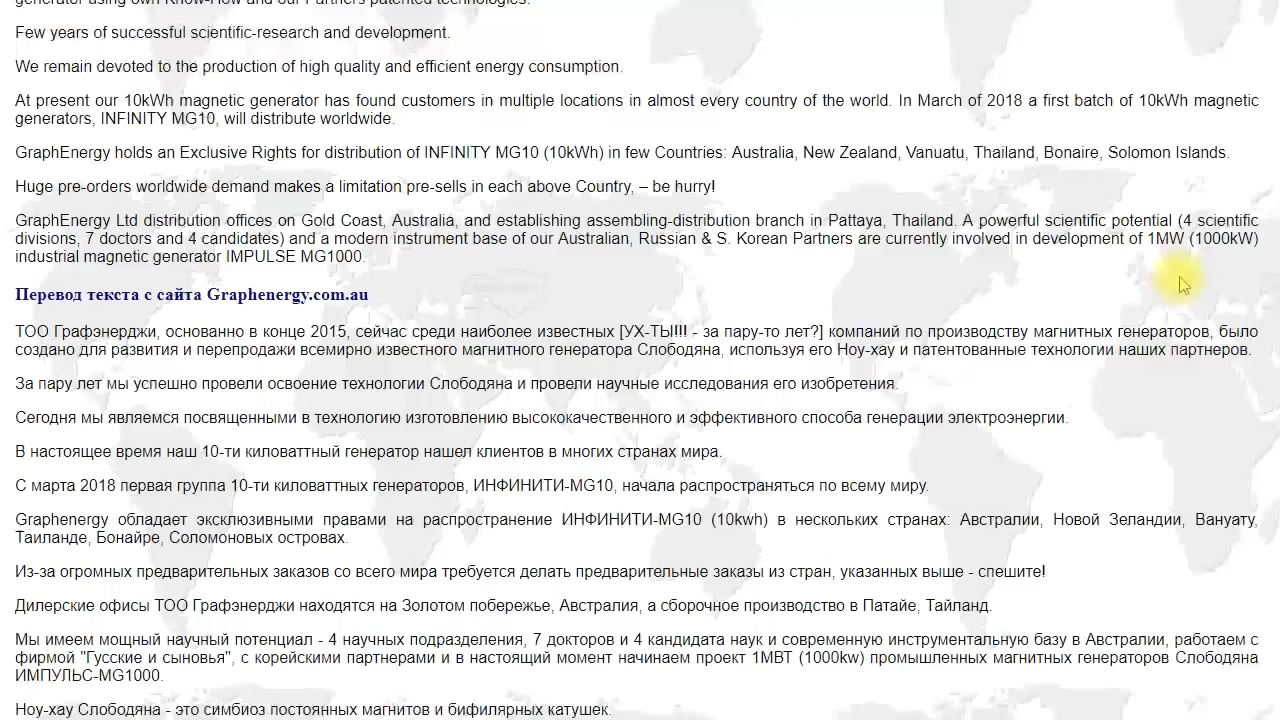 generator using own Know-How and our Partners patented technologies.
Few years of successful scientific-research and development.
We remain devoted to the production of high quality and efficient energy consumption.
At present our 10kWh magnetic generator has found customers in multiple locations in almost every country of the world. In March of 2018 a first batch of 10kWh magnetic
generators, INFINITY MG10, will distribute worldwide.
GraphEnergy holds an Exclusive Rights for distribution of INFINITY MG10 (10kWh) in few Countries: Australia, New Zealand, Vanuatu, Thailand, Bonaire, Solomon Islands.
Huge pre-orders worldwide demand makes a limitation pre-sells in each above Country, – be hurry!
GraphEnergy Ltd distribution offices on Gold Coast, Australia, and establishing assembling-distribution branch in Pattaya, Thailand. A powerful scientific potential (4 scientific
divisions, 7 doctors and 4 candidates) and a modern instrument base of our Australian, Russian & S. Korean Partners are currently involved in development of 1MW (1000kW)
industrial magnetic generator IMPULSE MG1000.
Перевод текста с сайта Graphenergy.com.au
ТОО Графэнерджи, основанно в конце 2015, сейчас среди наиболее известных [УХ-ТЫ!!! - за пару-то лет?] компаний по производству магнитных генераторов, было
создано для развития и перепродажи всемирно известного магнитного генератора Слободяна, используя его Ноу-хау и патентованные технологии наших партнеров.
За пару лет мы успешно провели освоение технологии Слободяна и провели научные исследования его изобретения.
Сегодня мы являемся посвященными в технологию изготовлению высококачественного и эффективного способа генерации электроэнергии.
В настоящее время наш 10-ти киловаттный генератор нашел клиентов в многих странах мира.
С марта 2018 первая группа 10-ти киловаттных генераторов, ИНФИНИТИ-MG10, начала распространяться по всему миру.
Graphenergy обладает эксклюзивными правами на распространение ИНФИНИТИ-MG10 (10kwh) в нескольких странах: Австралии, Новой Зеландии, Вануату,
Таиланде, Бонайре, Соломоновых островах.
Из-за огромных предварительных заказов со всего мира требуется делать предварительные заказы из стран, указанных выше - спешите!
Дилерские офисы ТОО Графэнерджи находятся на Золотом побережье, Австралия, а сборочное производство в Патайе, Тайланд.
Мы имеем мощный научный потенциал - 4 научных подразделения, 7 докторов и 4 кандидата наук и современную инструментальную базу в Австралии, работаем с
фирмой "Гусские и сыновья", с корейскими партнерами и в настоящий момент начинаем проект 1МВТ (1000kw) промышленных магнитных генераторов Слободяна
ИМПУЛЬС-MG1000.
Ноу-хау Слободяна - это симбиоз постоянных магнитов и бифилярных катушек.